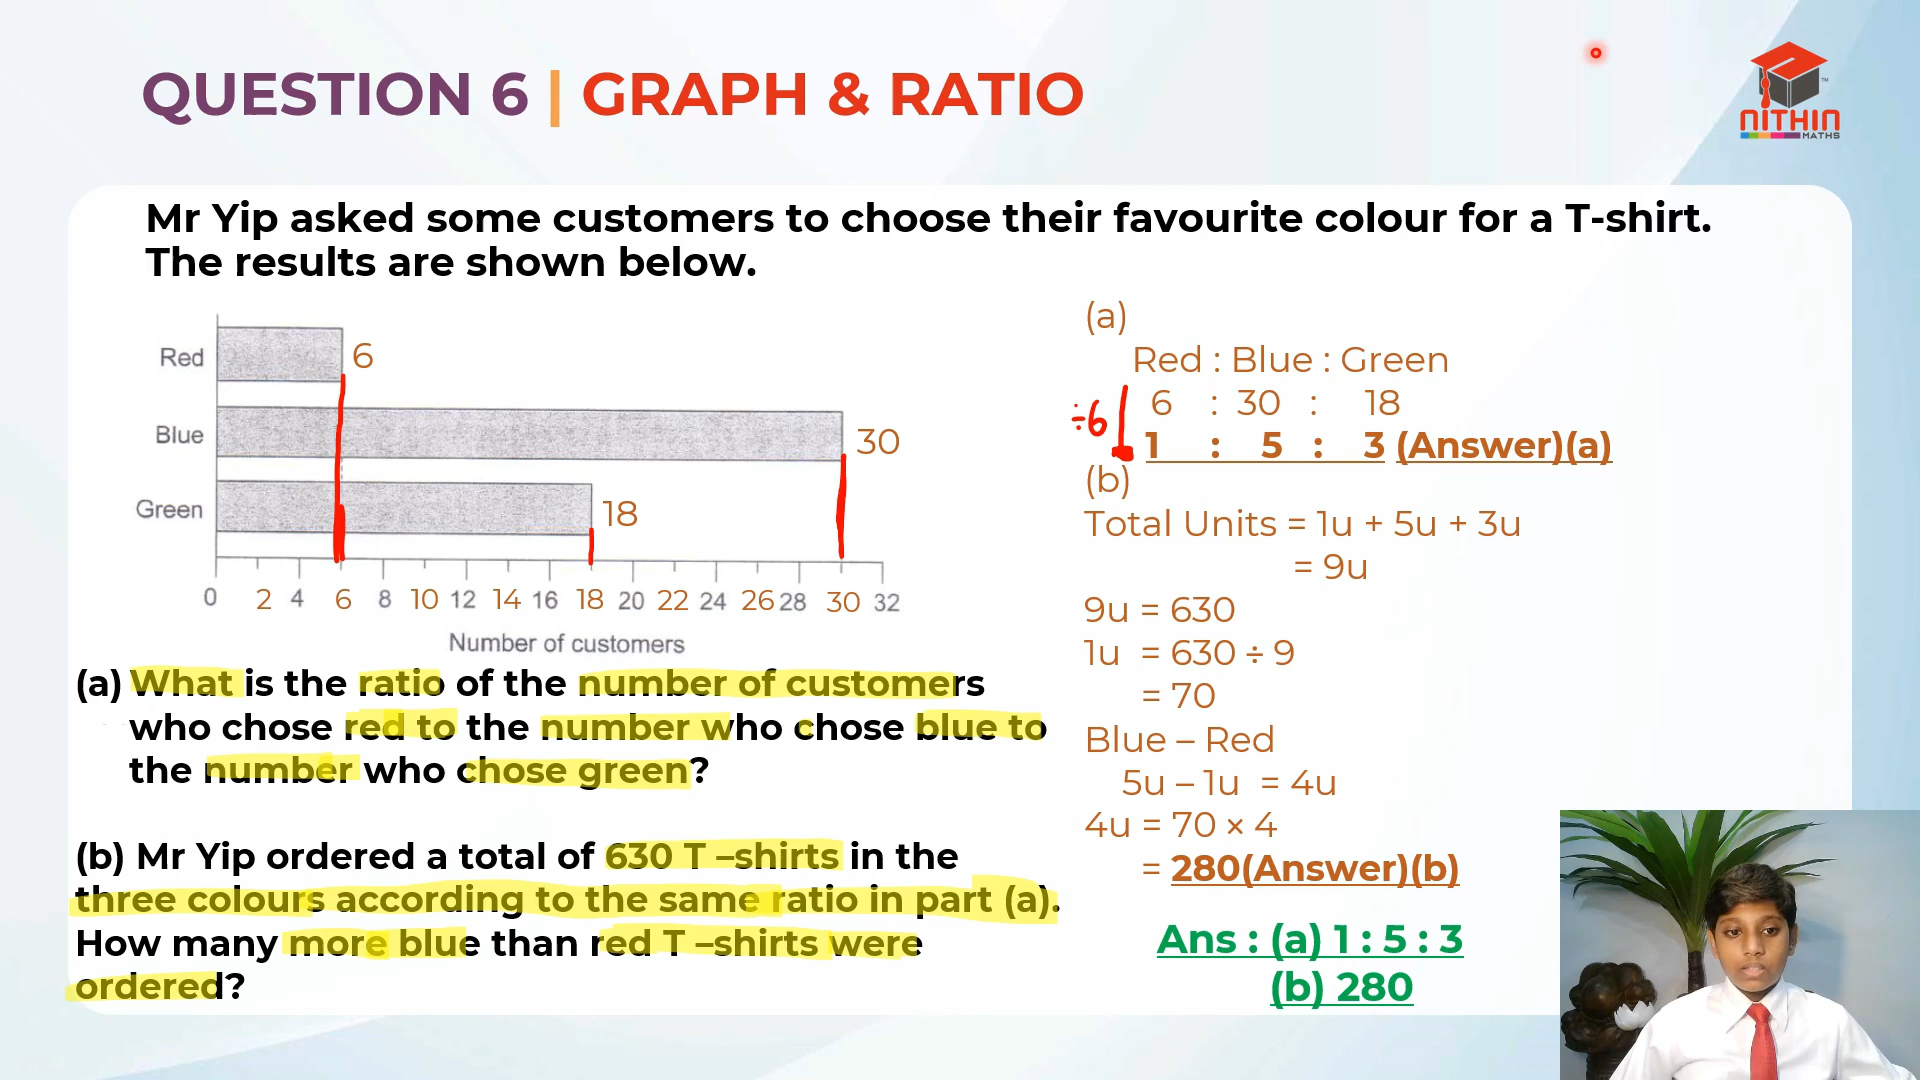 QUESTION 6 | GRAPH & RATIO
NITHIN
MATHS
TM
Mr Yip asked some customers to choose their favourite colour for a T-shirt.
The results are shown below.
Red 6
Blue 30
Green 18
0 2 4 6 8 10 12 14 16 18 20 22 24 26 28 30 32
Number of customers
(a) What is the ratio of the number of customers
who chose red to the number who chose blue to
the number who chose green?
(b) Mr Yip ordered a total of 630 T –shirts in the
three colours according to the same ratio in part (a).
How many more blue than red T –shirts were
ordered?
(a)
Red : Blue : Green
6 : 30 : 18
÷6
1 : 5 : 3 (Answer)(a)
(b)
Total Units = 1u + 5u + 3u
= 9u
9u = 630
1u = 630 ÷ 9
= 70
Blue – Red
5u – 1u = 4u
4u = 70 × 4
= 280(Answer)(b)
Ans : (a) 1 : 5 : 3
(b) 280